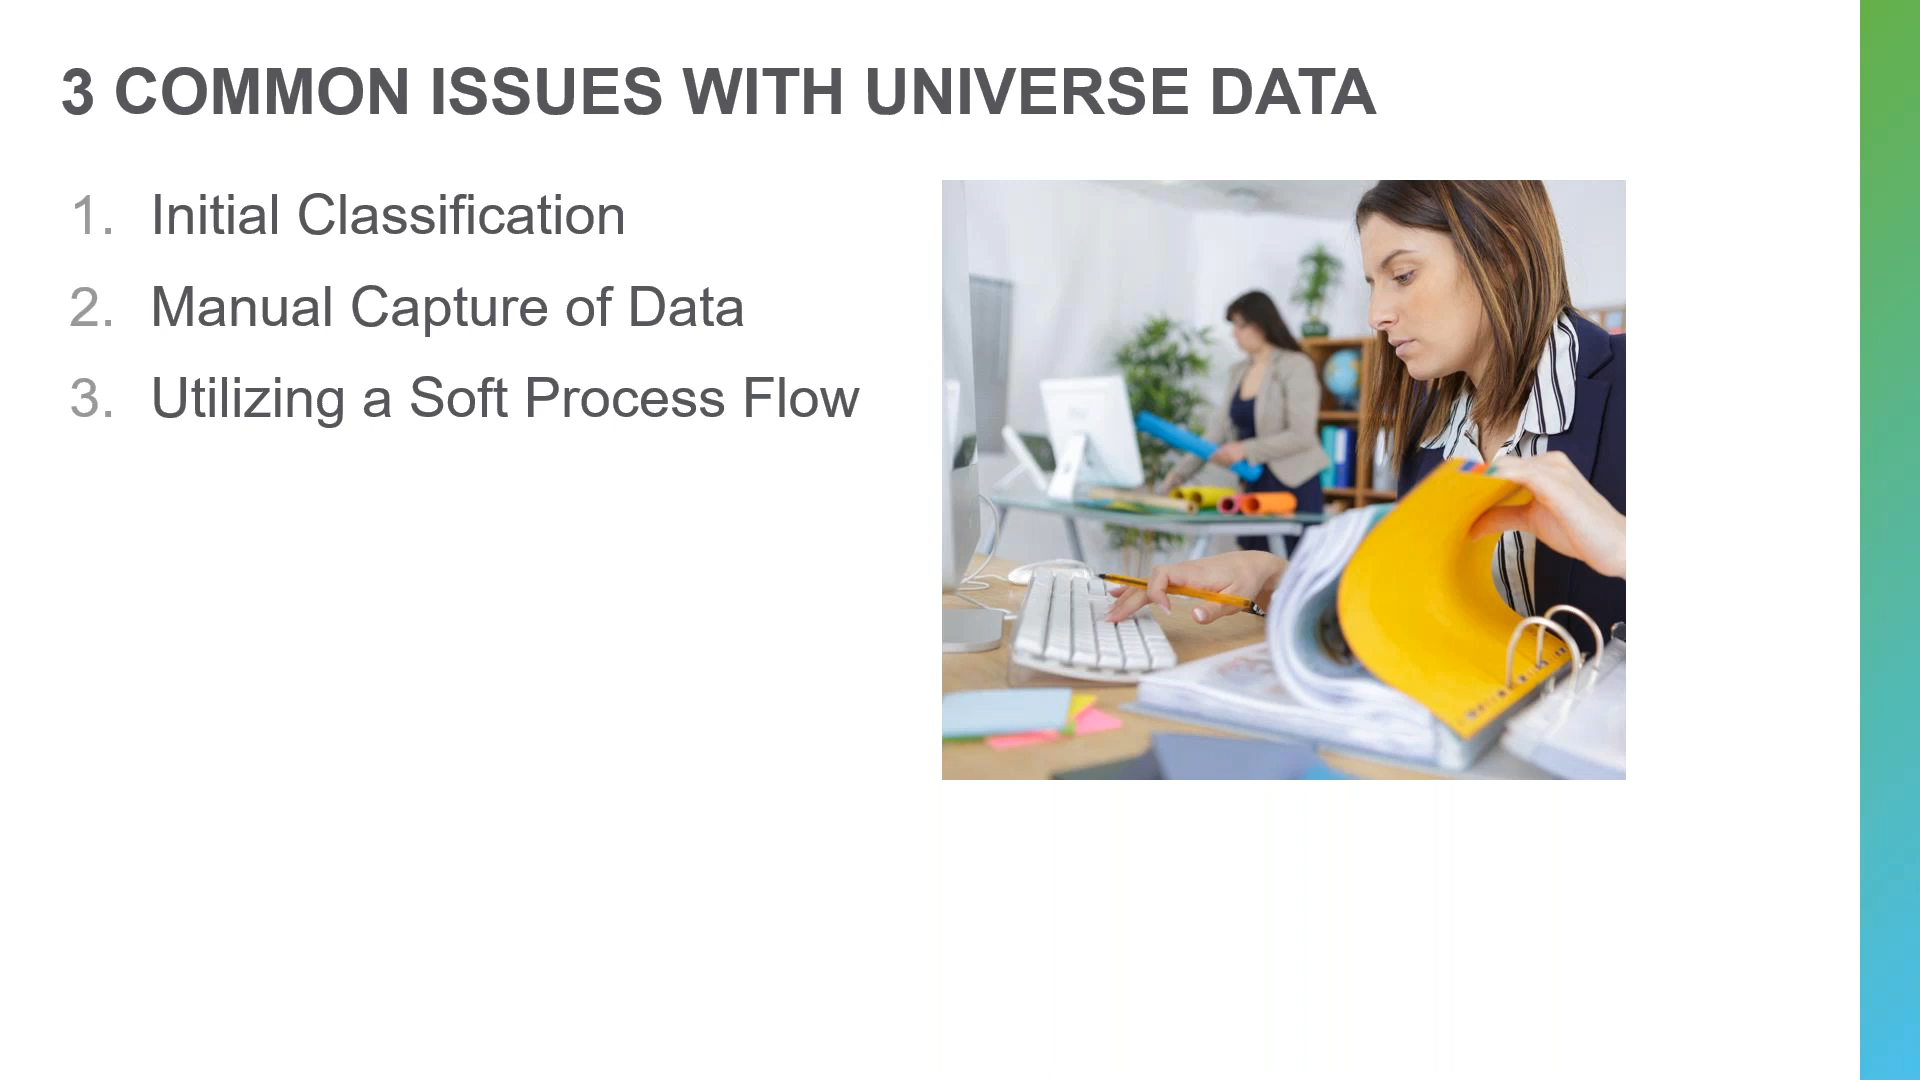 3 COMMON ISSUES WITH UNIVERSE DATA
1. Initial Classification
2. Manual Capture of Data
3. Utilizing a Soft Process Flow